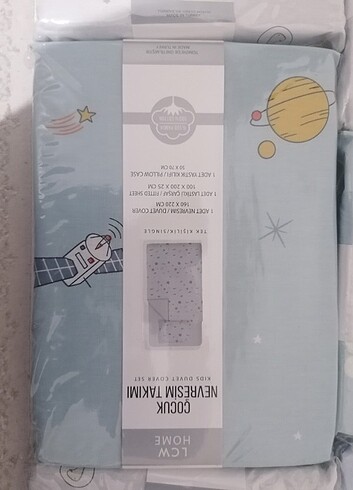 LCW
HOME
ÇOCUK
NEVRESİM TAKIMI
KIDS DUVET COVER SET
TEK KİŞİLİK/SINGLE
1 ADET NEVRESİM / DUVET COVER
160 X 220 CM
1 ADET LASTİKLİ ÇARŞAF / FITTED SHEET
100 X 200 X 25 CM
1 ADET YASTIK KILIFI / PILLOW CASE
50 X 70 CM